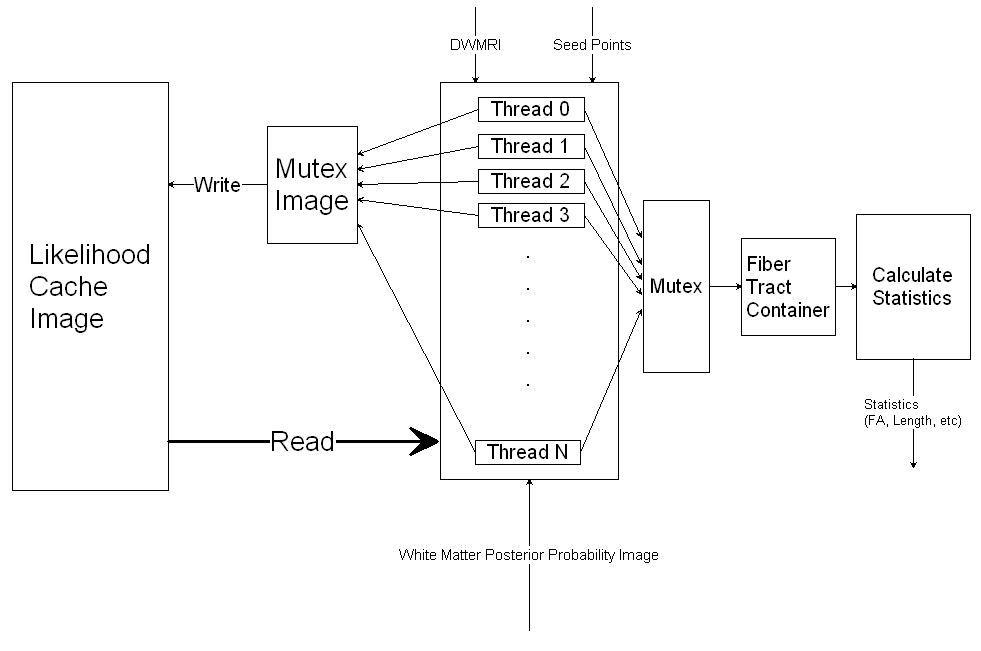 DWMRI
Seed Points
Thread 0
Thread 1
Thread 2
Thread 3
.
.
.
.
.
Thread N
Mutex
Image
Write
Likelihood
Cache
Image
Read
Mutex
Fiber
Tract
Container
Calculate
Statistics
Statistics
(FA, Length, etc)
White Matter Posterior Probability Image